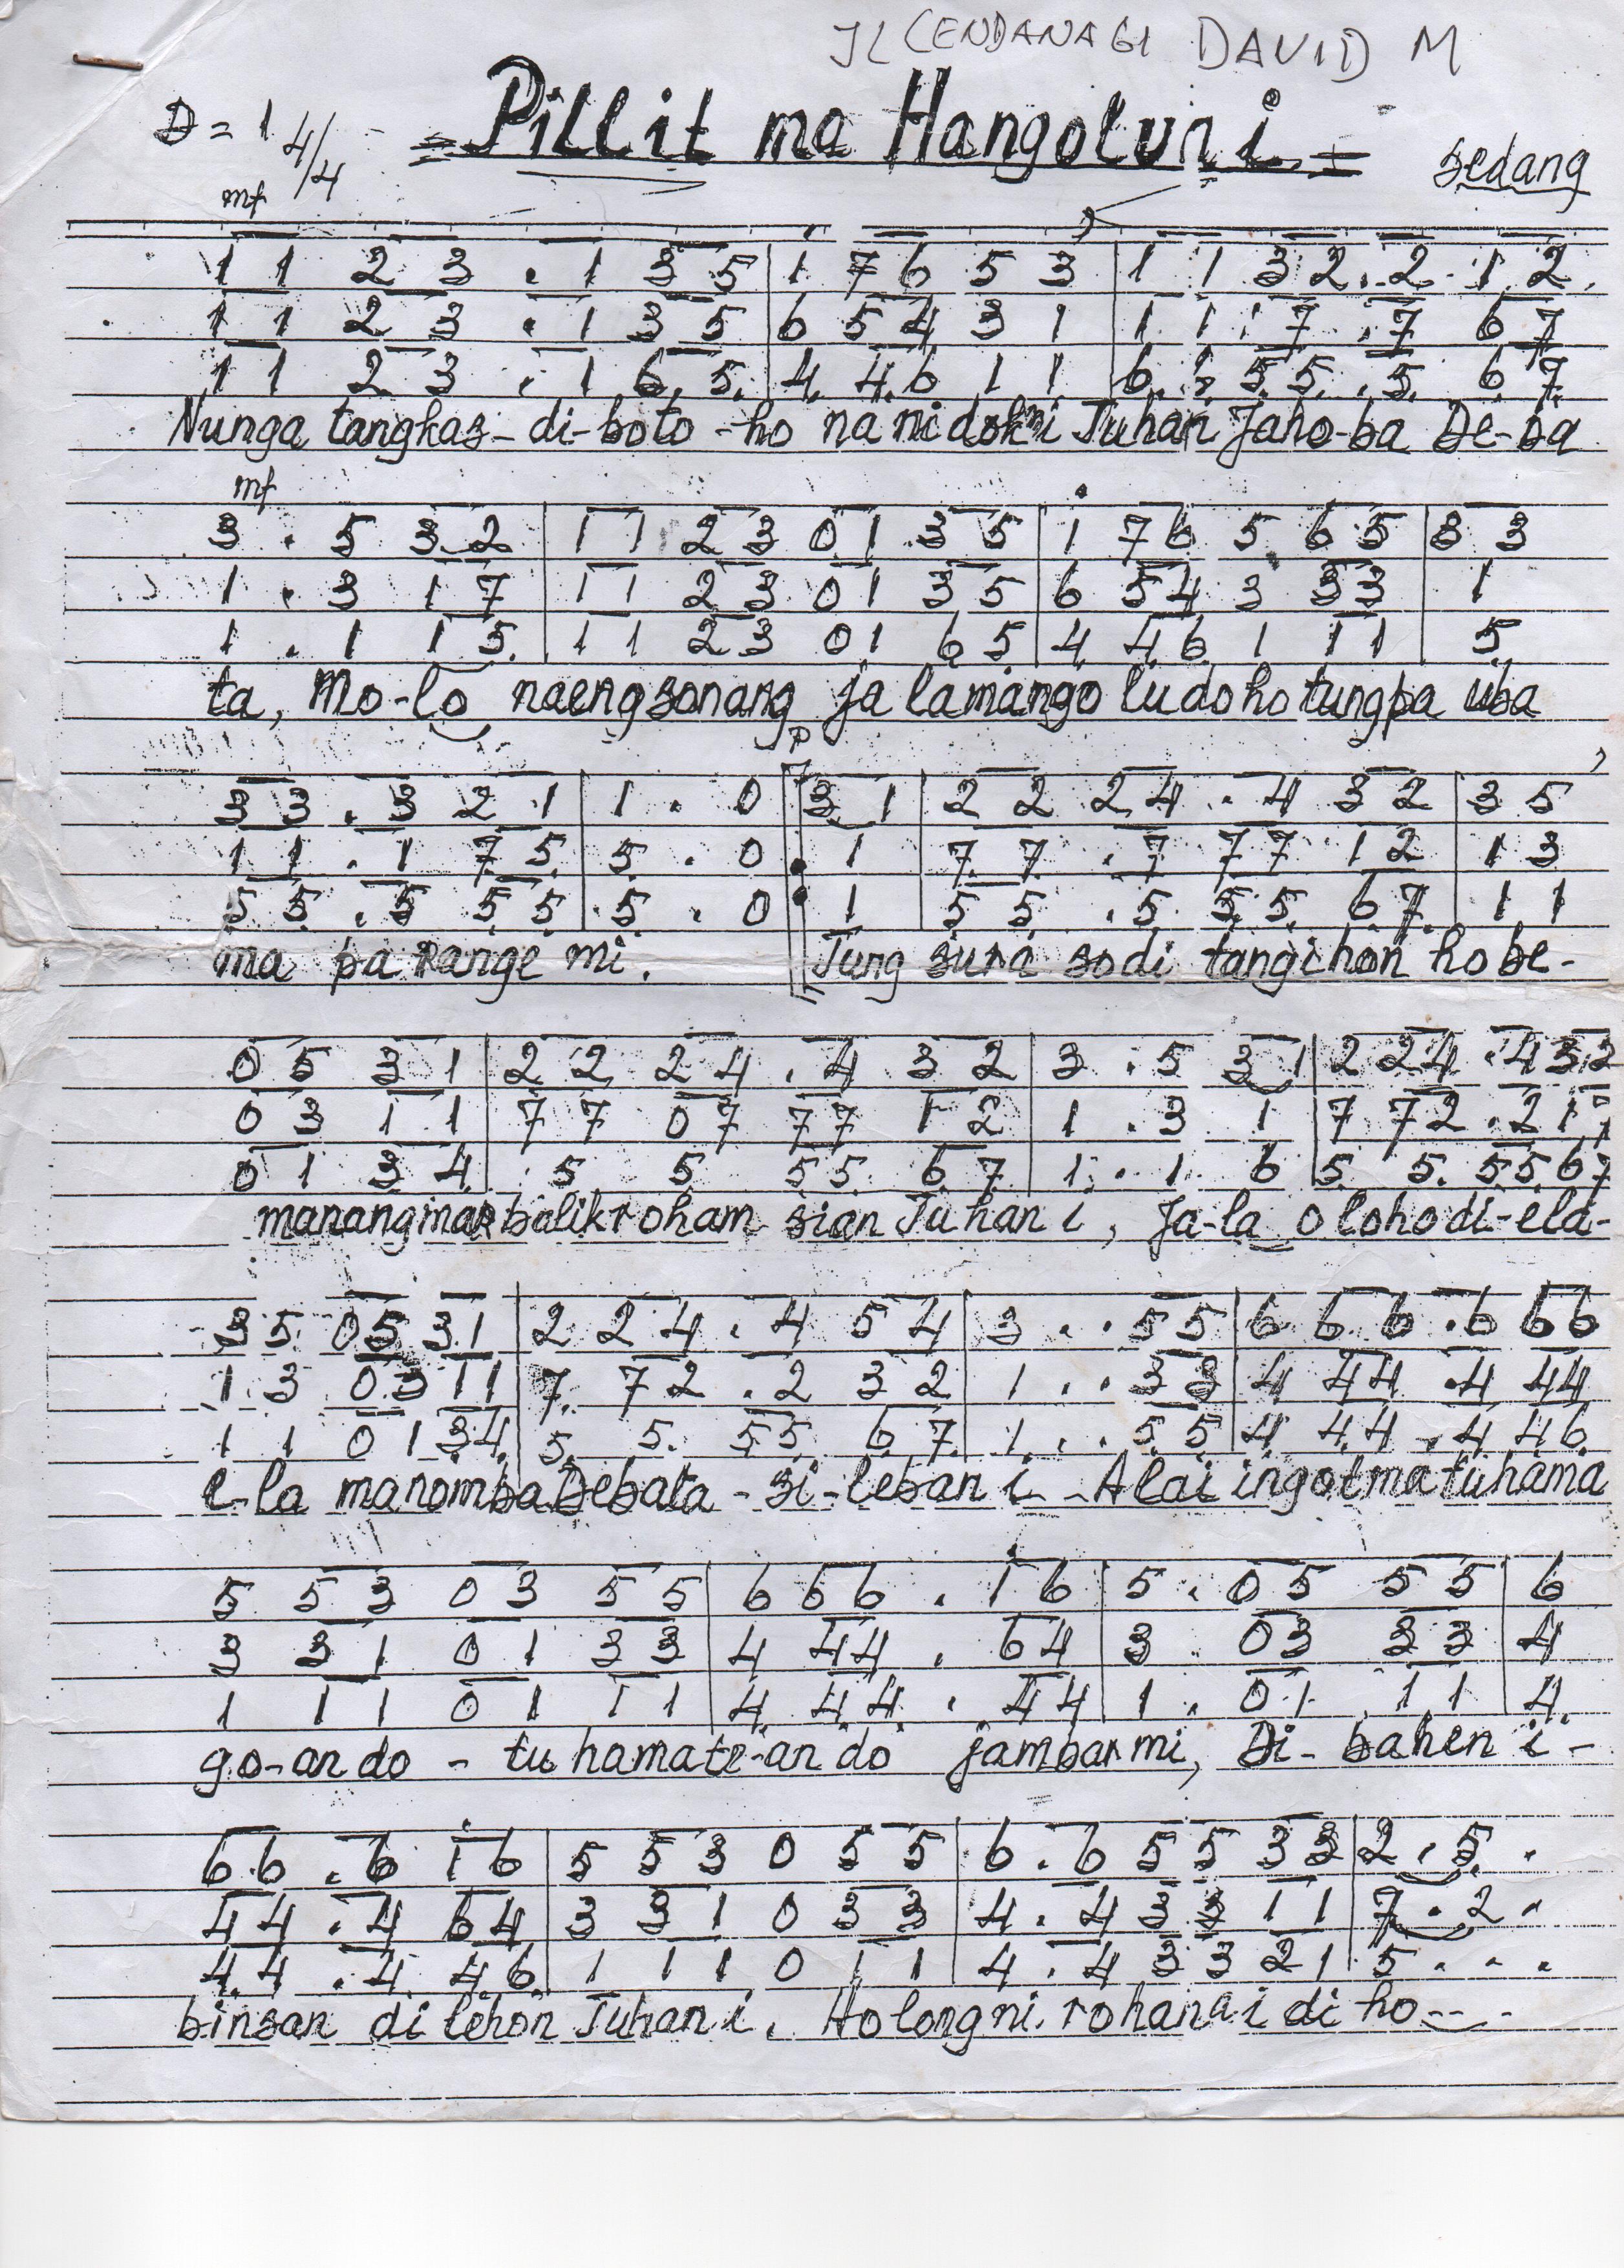 JL CENDANA G1 DAVID M
D = 1 4/4 = Pillit ma Hangoluni = sedang
mf
1 1 2 3 . 1 3 5 | 1 7 6 5 3 | 1 1 3 2 . 2 1 2
1 1 2 3 . 1 3 5 | 6 5 4 3 1 | 1 1 1 7 . 7 6 7
1 1 2 3 . 1 6 5 | 4 4 6 1 1 | 6 6 5 5 . 5 6 7
Nunga tangkas - di - boto - ho na nidokni Tuhan Jaho-ba De-ba
mf
3 . 5 3 2 | 1 1 2 3 0 1 3 5 | 1 7 6 5 6 5 | 3 3
1 . 3 1 7 | 1 1 2 3 0 1 3 5 | 6 5 4 3 3 3 | 1
1 . 1 1 5 | 1 1 2 3 0 1 6 5 | 4 4 6 1 1 1 | 5
ta, Mo-lo naeng sonang ja lamango ludoho tungpa uba
p
3 3 . 3 2 1 | 1 . 0 3 1 | 2 2 2 4 . 4 3 2 | 3 5
1 1 . 1 7 5 | 5 . 0 : 1 | 7 7 . 7 7 7 1 2 | 1 3
5 5 . 5 5 5 | 5 . 0 : 1 | 5 5 . 5 5 5 6 7 | 1 1
ma pa range mi. Tung sura sodi tangihon hobe-
0 5 3 1 | 2 2 2 4 . 4 3 2 | 3 . 5 3 1 | 2 2 4 . 4 3 2
0 3 1 1 | 7 7 0 7 7 7 1 2 | 1 . 3 1 | 7 7 2 . 2 1
0 1 3 4 | 5 5 5 5 6 7 | 1 . 1 6 | 5 5 5 5 6 7
manang mar balik roham sian Tuhan i, Ja-la olo ho di-ela-
3 5 0 5 3 1 | 2 2 4 . 4 5 4 | 3 . . 5 5 | 6 6 6 . 6 6 6
1 3 0 3 1 1 | 7 7 2 . 2 3 2 | 1 . . 3 3 | 4 4 4 . 4 4 4
1 1 0 1 3 4 | 5 5 5 5 6 7 | 1 . . 5 5 | 4 4 4 . 4 4 6
e-la manomba Debata - si - leban i - Alai ingot ma tuhama
5 5 3 0 3 5 5 | 6 6 6 . 1 6 | 5 . 0 5 5 5 | 6
3 3 1 0 1 3 3 | 4 4 4 . 6 4 | 3 0 3 3 3 | 4
1 1 1 0 1 1 1 | 4 4 4 . 4 4 | 1 . 0 1 1 1 | 4
go-an do - tu hamate-an do jambar mi, Di - bahen i -
6 6 . 6 1 6 | 5 5 3 0 5 5 | 6 . 6 5 5 3 3 | 2 . 5 .
4 4 . 4 6 4 | 3 3 1 0 3 3 | 4 . 4 3 3 1 1 | 7 . 2 .
4 4 . 4 4 6 | 1 1 1 0 1 1 | 4 . 4 3 3 2 1 | 5 . . .
binsan di lehon Tuhan i. Holong ni rohana i di ho--